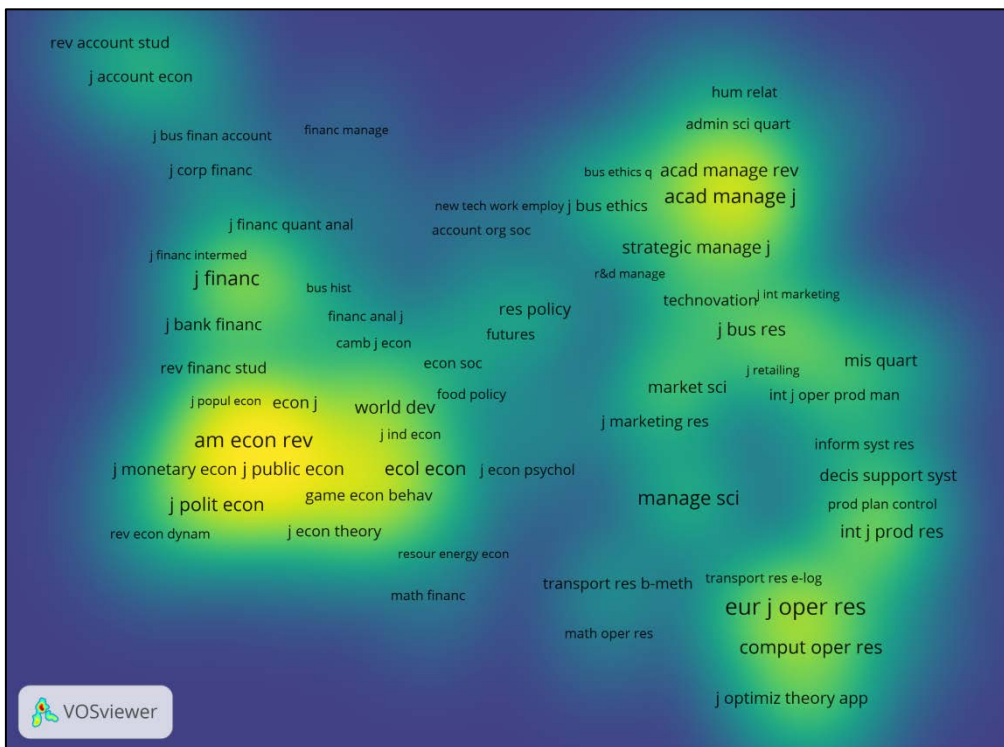 rev account stud
j account econ
hum relat
admin sci quart
financ manage
j bus finan account
j corp financ
bus ethics q
acad manage rev
acad manage j
new tech work employ
j bus ethics
j financ quant anal
account org soc
strategic manage j
j financ intermed
j financ
r&d manage
bus hist
technovation
j int marketing
res policy
financ anal j
j bank financ
futures
j bus res
camb j econ
econ soc
mis quart
rev financ stud
j retailing
market sci
food policy
int j oper prod man
j popul econ
econ j
world dev
j marketing res
j ind econ
am econ rev
inform syst res
j monetary econ
j public econ
ecol econ
j econ psychol
decis support syst
game econ behav
manage sci
j polit econ
prod plan control
rev econ dynam
j econ theory
int j prod res
resour energy econ
transport res b-meth
transport res e-log
math financ
eur j oper res
math oper res
comput oper res
j optimiz theory app
VOSviewer